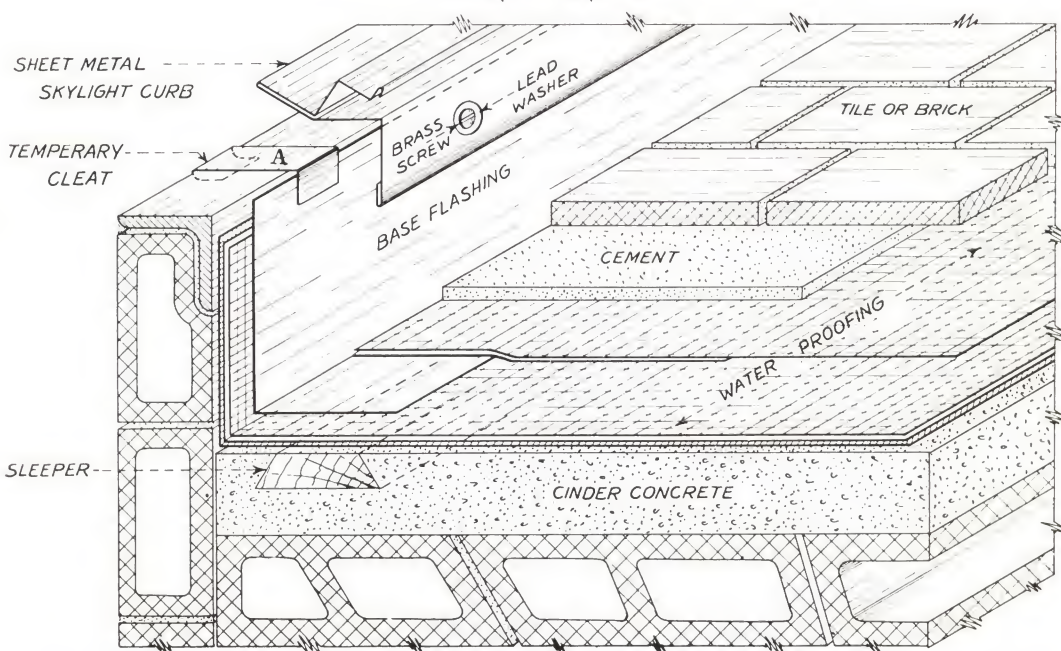 SHEET METAL
SKYLIGHT CURB
TEMPERARY
CLEAT
A
BRASS
SCREW
LEAD
WASHER
BASE FLASHING
TILE OR BRICK
CEMENT
WATER PROOFING
SLEEPER
CINDER CONCRETE